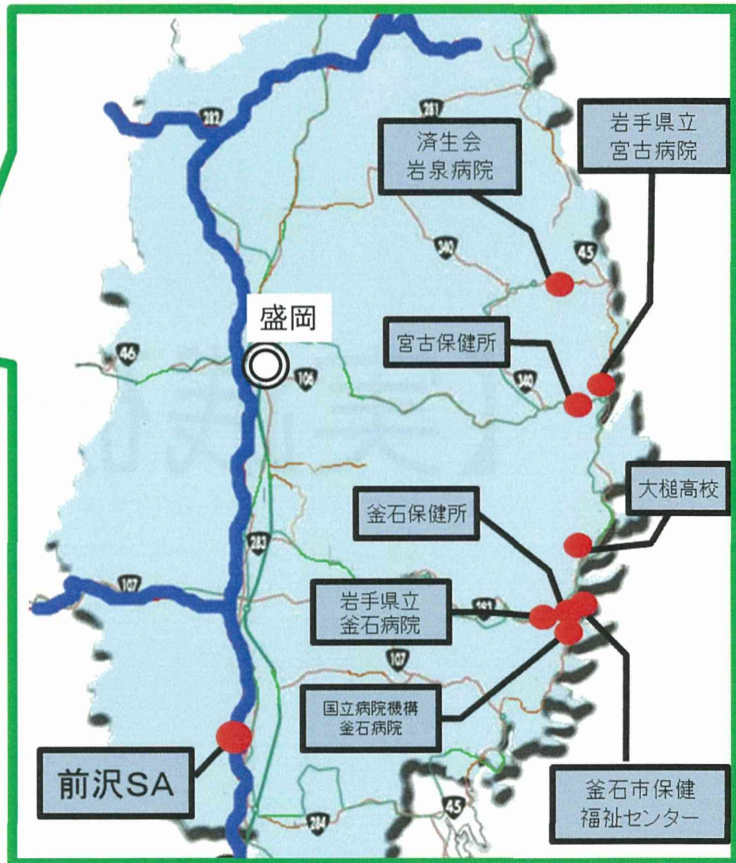 282
281
済生会
岩泉病院
岩手県立
宮古病院
340
45
盛岡
46
106
宮古保健所
340
大槌高校
釜石保健所
283
107
岩手県立
釜石病院
283
107
国立病院機構
釜石病院
前沢SA
釜石市保健
福祉センター
45
284